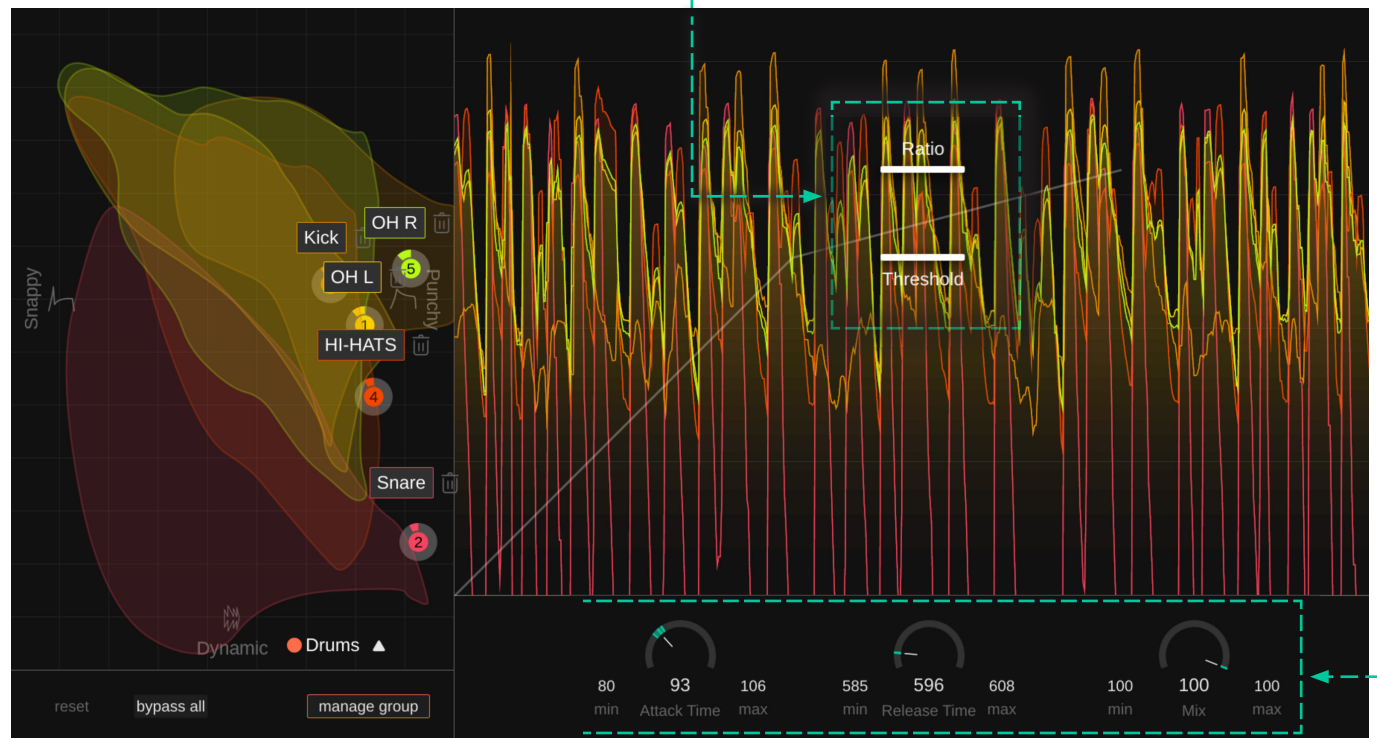 Ratio
Threshold
Snappy
Punchy
Kick
OH R
5
OH L
1
HI-HATS
4
Snare
2
Dynamic
Drums
reset
bypass all
manage group
80
min
93
Attack Time
106
max
585
min
596
Release Time
608
max
100
min
100
Mix
100
max